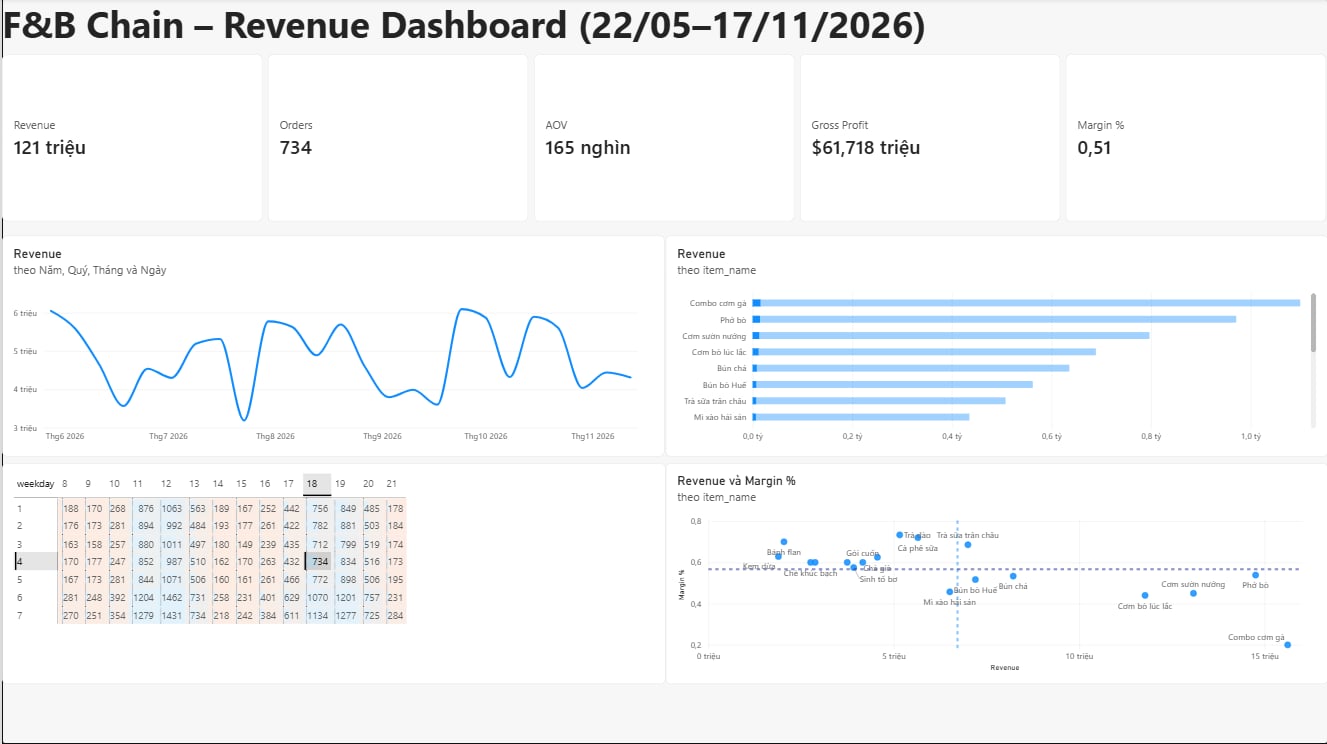 F&B Chain – Revenue Dashboard (22/05–17/11/2026)
Revenue
121 triệu
Orders
734
AOV
165 nghìn
Gross Profit
$61,718 triệu
Margin %
0,51
Revenue
theo Năm, Quý, Tháng và Ngày
6 triệu
5 triệu
4 triệu
3 triệu
Thg6 2026 Thg7 2026 Thg8 2026 Thg9 2026 Thg10 2026 Thg11 2026
Revenue
theo item_name
Combo cơm gà
Phở bò
Cơm sườn nướng
Cơm bò lúc lắc
Bún chả
Bún bò Huế
Trà sữa trân châu
Mì xào hải sản
0,0 tỷ 0,2 tỷ 0,4 tỷ 0,6 tỷ 0,8 tỷ 1,0 tỷ
weekday 8 9 10 11 12 13 14 15 16 17 18 19 20 21
1 188 170 268 876 1063 563 189 167 252 442 756 849 485 178
2 176 173 281 894 992 484 193 177 261 422 782 881 503 184
3 163 158 257 880 1011 497 180 149 239 435 712 799 519 174
4 170 177 247 852 987 510 162 170 263 432 734 834 516 173
5 167 173 281 844 1071 506 160 161 261 466 772 898 506 195
6 281 248 392 1204 1462 731 258 231 401 629 1070 1201 757 231
7 270 251 354 1279 1431 734 218 242 384 611 1134 1277 725 284
Revenue và Margin %
theo item_name
Margin %
0,8
0,6
0,4
0,2
Trà đào
Trà sữa trân châu
Cà phê sữa
Bánh flan
Gỏi cuốn
Kem dừa
Chè khúc bạch
Chả giò
Sinh tố bơ
Bún bò Huế
Bún chả
Mì xào hải sản
Cơm sườn nướng
Phở bò
Cơm bò lúc lắc
Combo cơm gà
0 triệu 5 triệu 10 triệu 15 triệu
Revenue